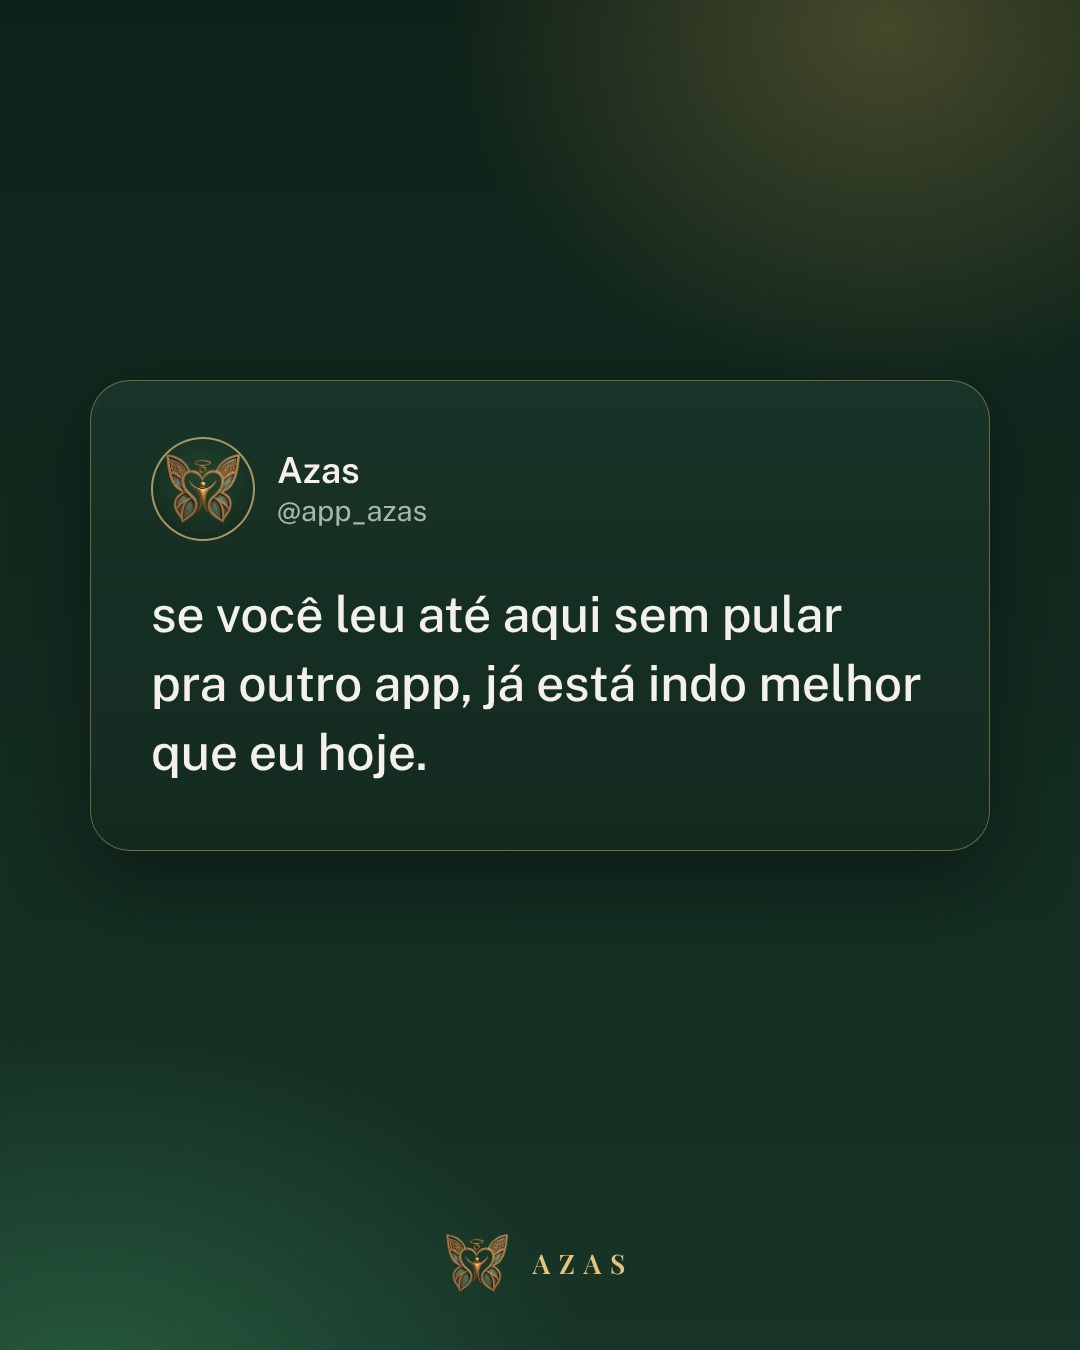 Azas
@app_azas
se você leu até aqui sem pular
pra outro app, já está indo melhor
que eu hoje.
AZAS